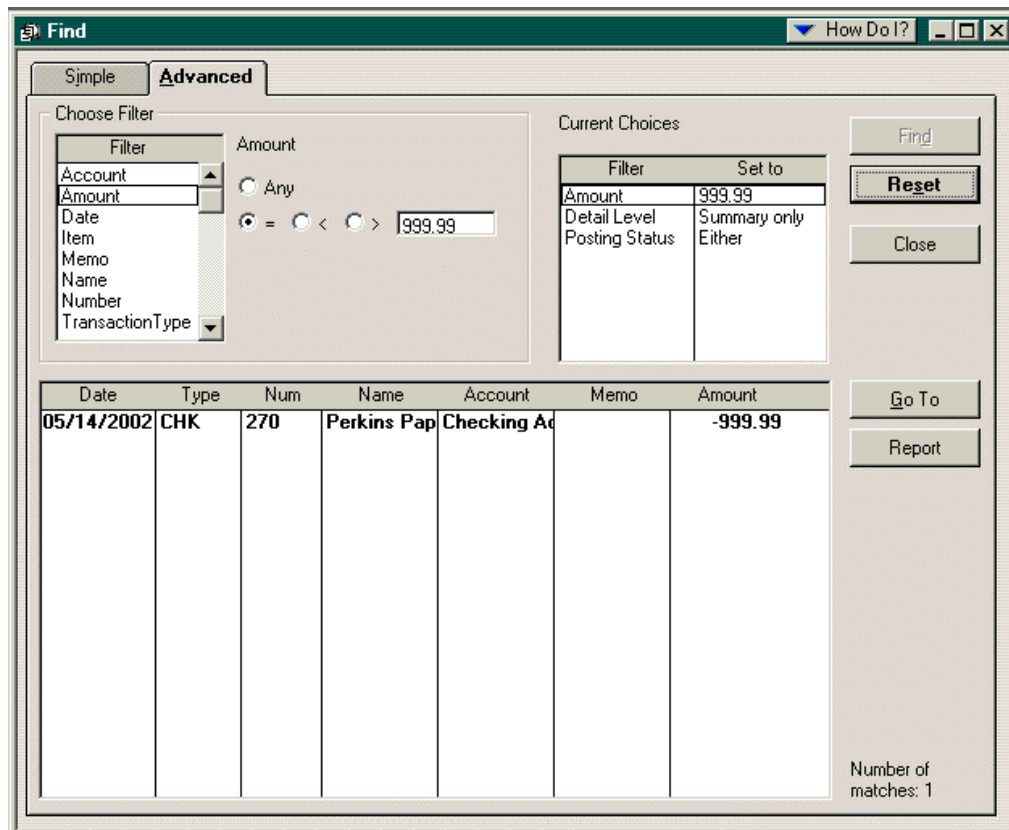 Find
How Do I?
Simple
Advanced
Choose Filter
Filter
Account
Amount
Date
Item
Memo
Name
Number
TransactionType
Amount
Any
= < > 999.99
Current Choices
Filter Set to
Amount 999.99
Detail Level Summary only
Posting Status Either
Find
Reset
Close
Date Type Num Name Account Memo Amount
05/14/2002 CHK 270 Perkins Pap Checking Ac -999.99
Go To
Report
Number of
matches: 1